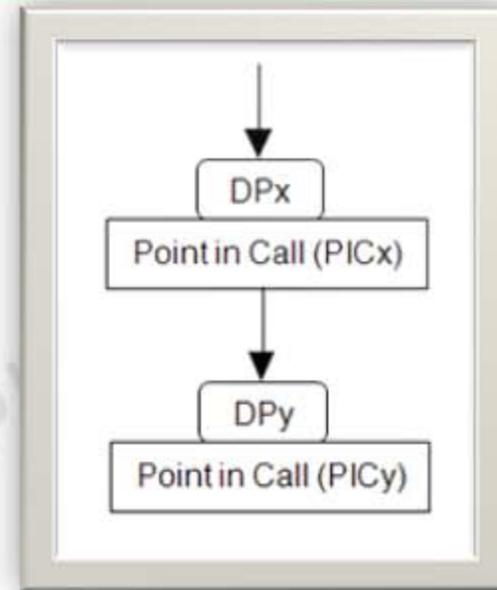 DPx
Point in Call (PICx)
DPy
Point in Call (PICy)